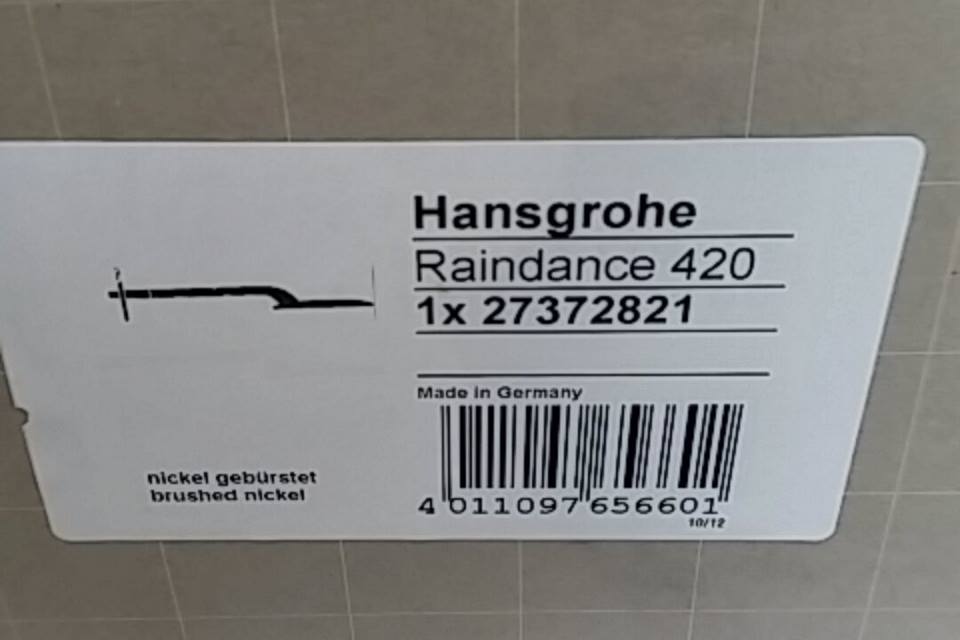 Hansgrohe
Raindance 420
1x 27372821
Made in Germany
nickel gebürstet
brushed nickel
4 011097 656601
10/12